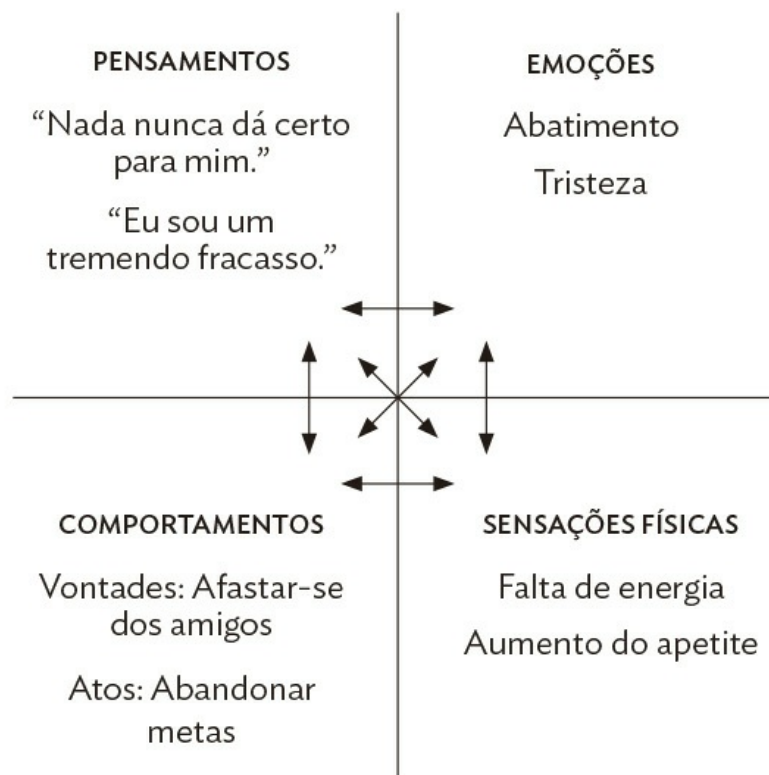 PENSAMENTOS
“Nada nunca dá certo
para mim.”
“Eu sou um
tremendo fracasso.”
EMOÇÕES
Abatimento
Tristeza
COMPORTAMENTOS
Vontades: Afastar-se
dos amigos
Atos: Abandonar
metas
SENSAÇÕES FÍSICAS
Falta de energia
Aumento do apetite